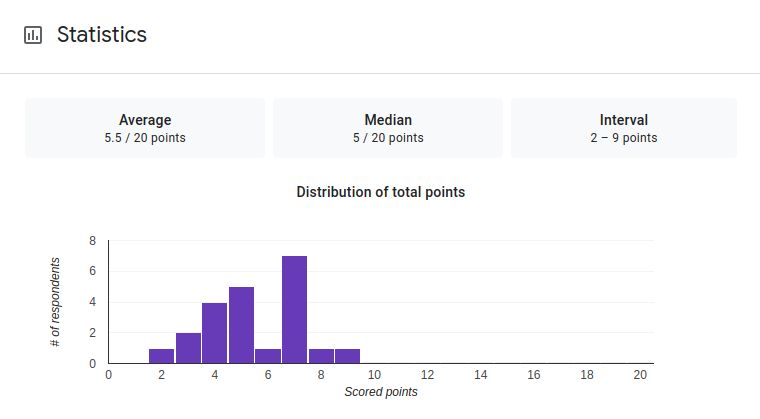 Statistics
Average
5.5 / 20 points
Median
5 / 20 points
Interval
2 – 9 points
Distribution of total points
# of respondents
8
6
4
2
0
0 2 4 6 8 10 12 14 16 18 20
Scored points